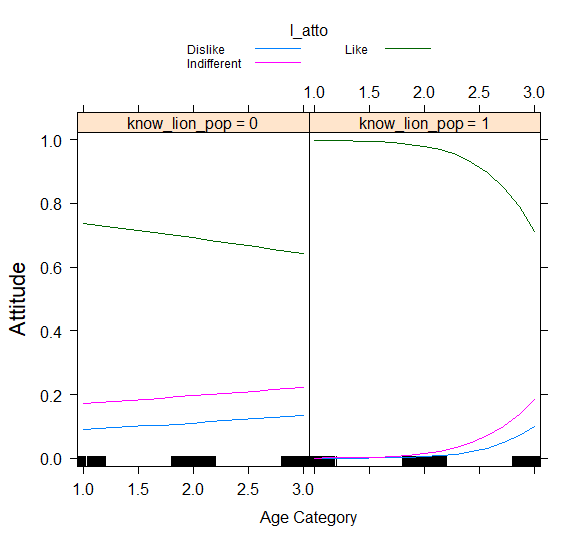 l_atto
Dislike Like
Indifferent
1.0 1.5 2.0 2.5 3.0
know_lion_pop = 0 know_lion_pop = 1
1.0
0.8
0.6
0.4
0.2
0.0
Attitude
1.0 1.5 2.0 2.5 3.0
Age Category